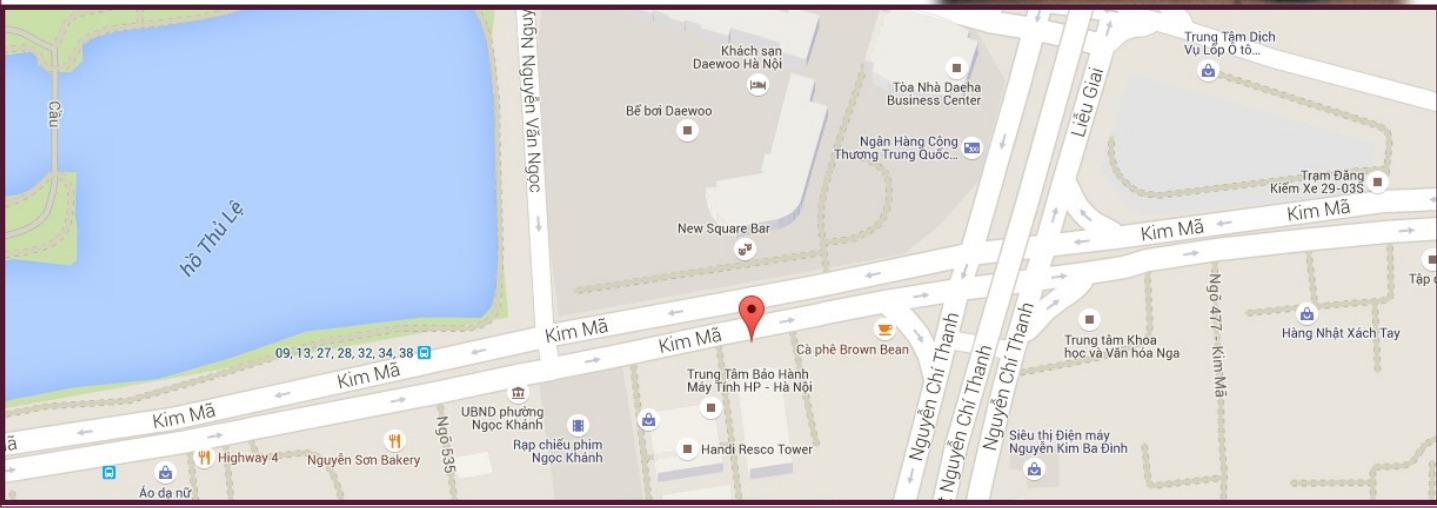 Cầu
hồ Thủ Lệ
Nguyễn Văn Ngọc
Khách sạn
Daewoo Hà Nội
Bể bơi Daewoo
Tòa Nhà Daeha
Business Center
Ngân Hàng Công
Thương Trung Quốc...
New Square Bar
Liễu Giai
Trung Tâm Dịch
Vụ Lốp Ô tô...
Trạm Đăng
Kiểm Xe 29-03S
Kim Mã
Kim Mã
Kim Mã
Kim Mã
Kim Mã
Kim Mã
09, 13, 27, 28, 32, 34, 38
Cà phê Brown Bean
Trung Tâm Bảo Hành
Máy Tính HP - Hà Nội
Handi Resco Tower
UBND phường
Ngọc Khánh
Rạp chiếu phim
Ngọc Khánh
Ngõ 535
Nguyễn Sơn Bakery
Highway 4
Áo dạ nữ
Nguyễn Chí Thanh
Nguyễn Chí Thanh
Nguyễn Chí Thanh
Trung tâm Khoa
học và Văn hóa Nga
Siêu thị Điện máy
Nguyễn Kim Ba Đình
Ngõ 477 - Kim Mã
Hàng Nhật Xách Tay